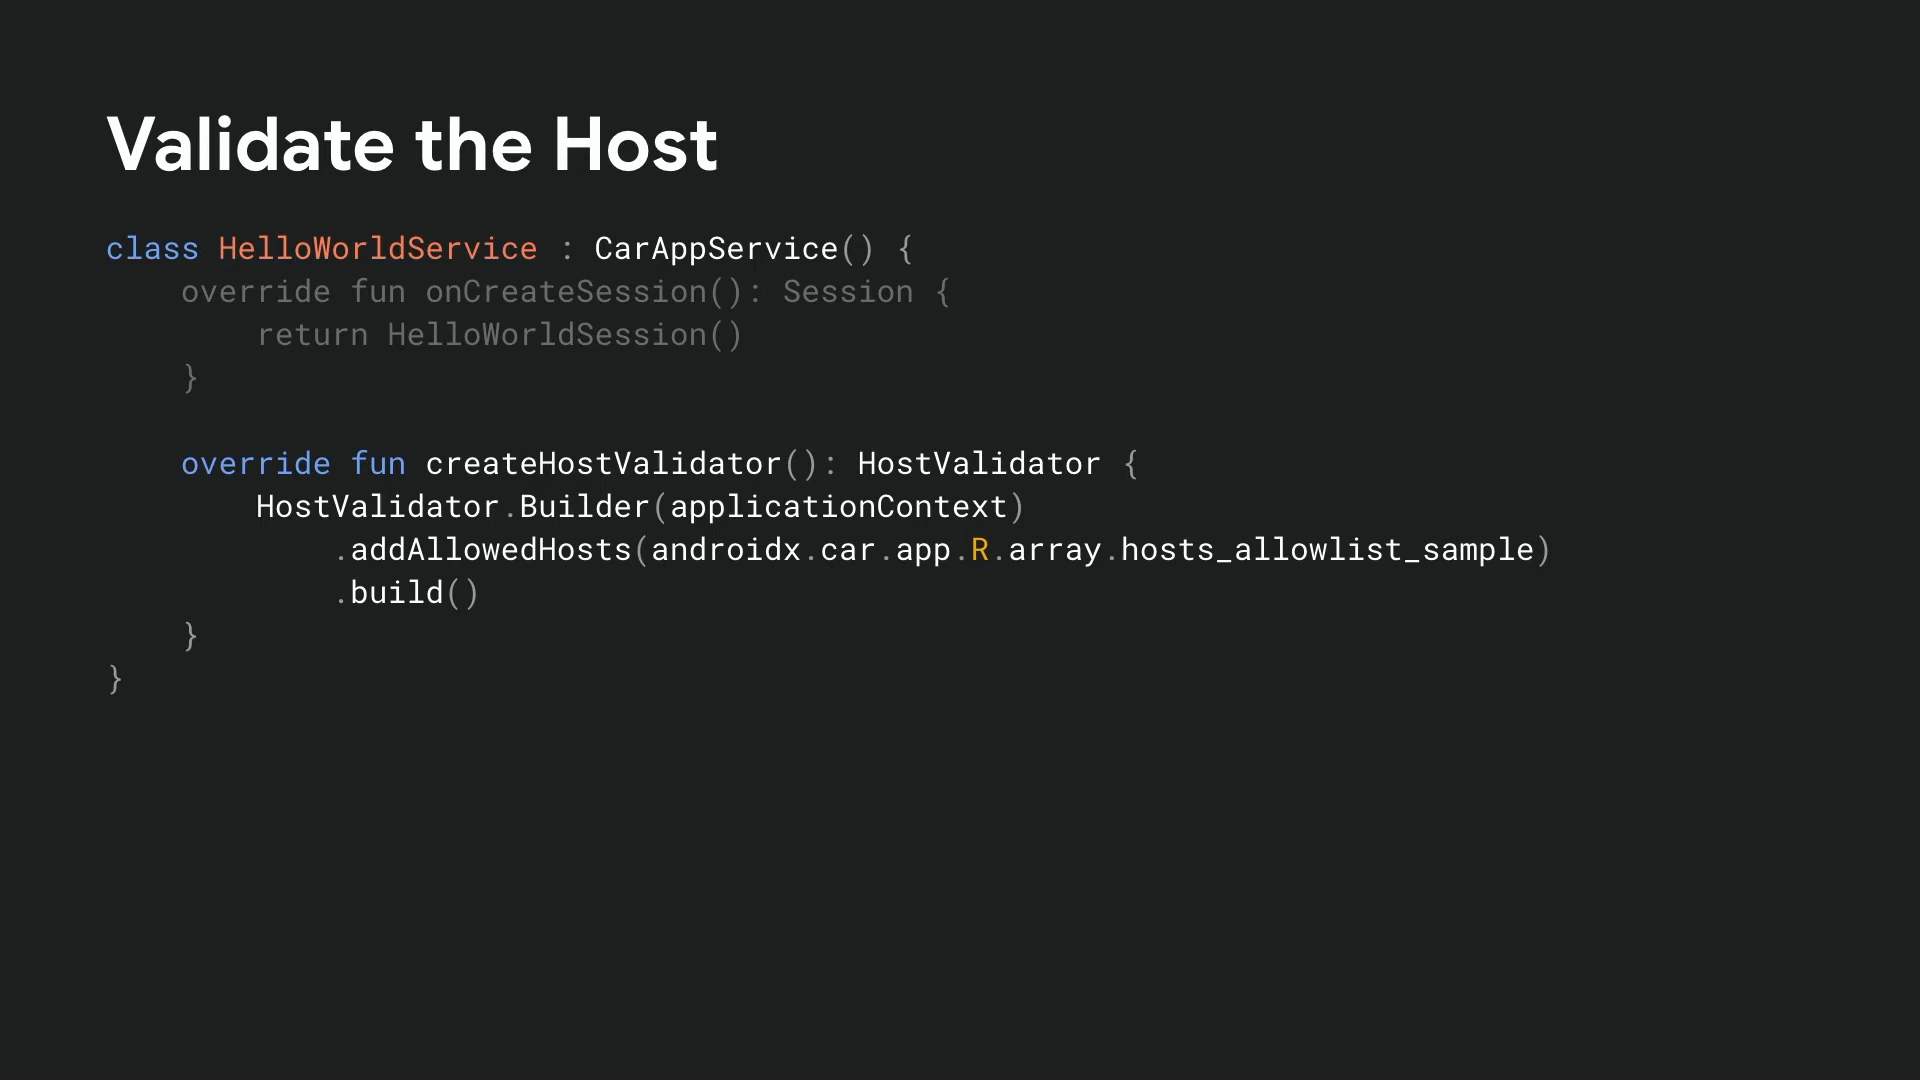 Validate the Host
class HelloWorldService : CarAppService() {
    override fun onCreateSession(): Session {
        return HelloWorldSession()
    }

    override fun createHostValidator(): HostValidator {
        HostValidator.Builder(applicationContext)
            .addAllowedHosts(androidx.car.app.R.array.hosts_allowlist_sample)
            .build()
    }
}